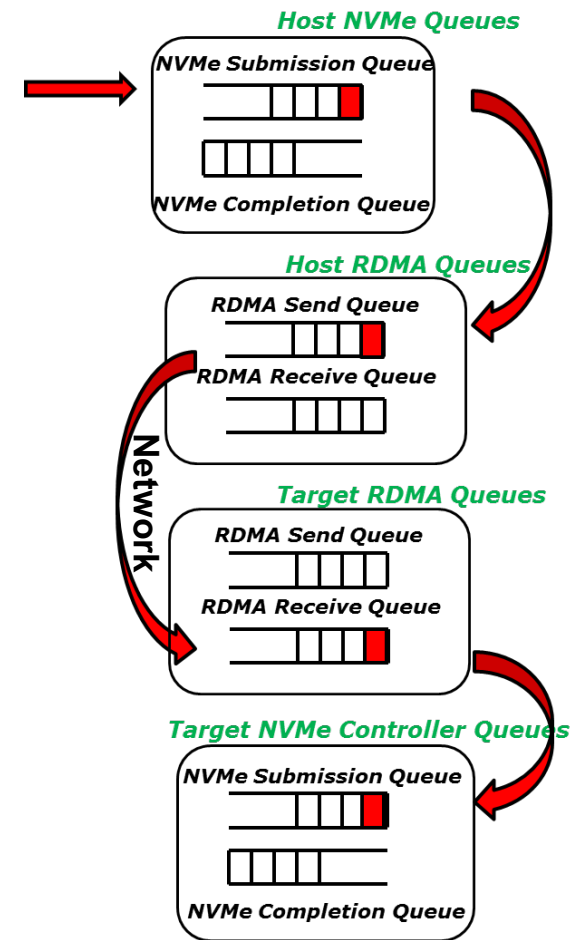 Host NVMe Queues
NVMe Submission Queue
NVMe Completion Queue
Host RDMA Queues
RDMA Send Queue
RDMA Receive Queue
Network
Target RDMA Queues
RDMA Send Queue
RDMA Receive Queue
Target NVMe Controller Queues
NVMe Submission Queue
NVMe Completion Queue